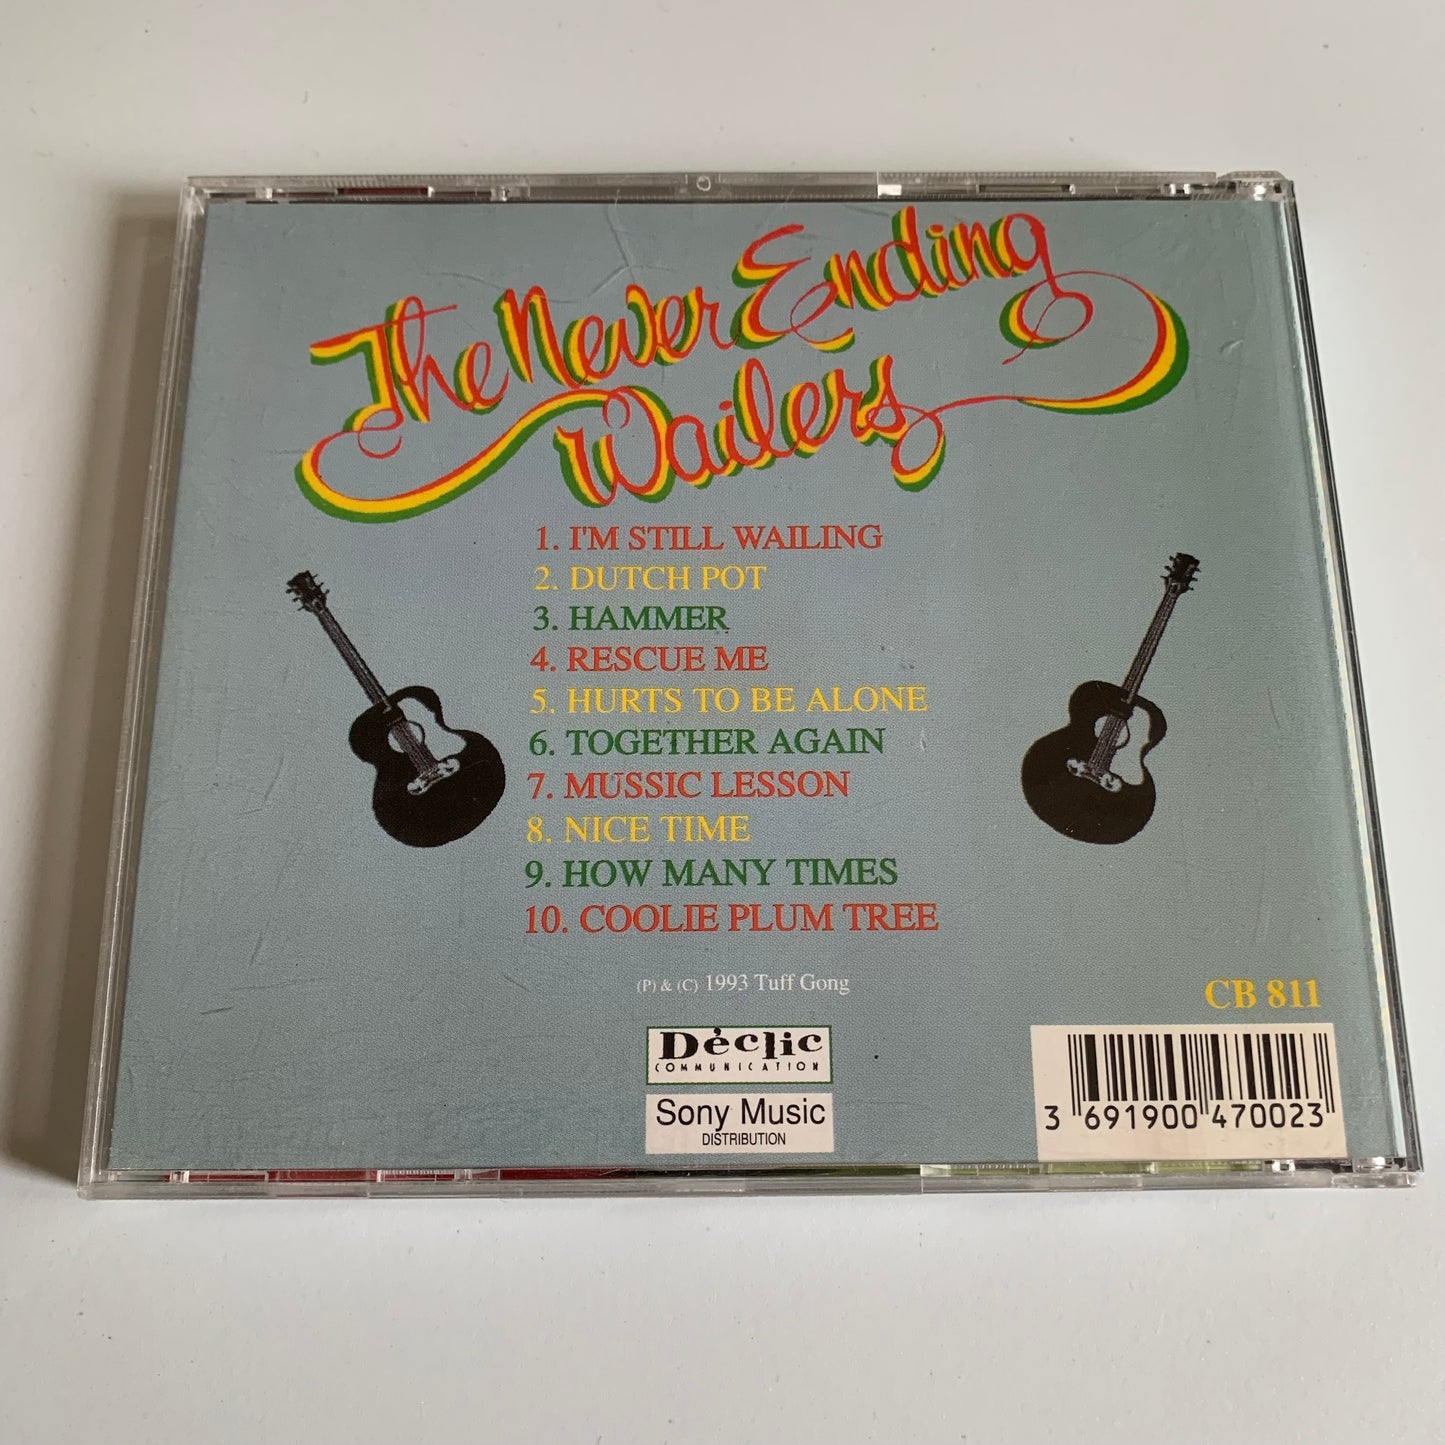 The Never Ending
Wailers
1. I'M STILL WAILING
2. DUTCH POT
3. HAMMER
4. RESCUE ME
5. HURTS TO BE ALONE
6. TOGETHER AGAIN
7. MUSSIC LESSON
8. NICE TIME
9. HOW MANY TIMES
10. COOLIE PLUM TREE
(P) & (C) 1993 Tuff Gong
CB 811
Déclic
COMMUNICATION
Sony Music
DISTRIBUTION
3 691900 470023